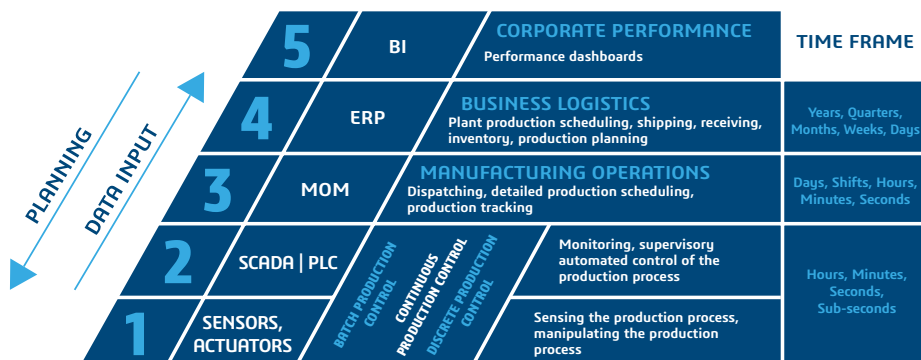 PLANNING
DATA INPUT
5
BI
CORPORATE PERFORMANCE
Performance dashboards
TIME FRAME
4
ERP
BUSINESS LOGISTICS
Plant production scheduling, shipping, receiving,
inventory, production planning
Years, Quarters,
Months, Weeks, Days
3
MOM
MANUFACTURING OPERATIONS
Dispatching, detailed production scheduling,
production tracking
Days, Shifts, Hours,
Minutes, Seconds
2
SCADA | PLC
BATCH PRODUCTION
CONTROL
CONTINUOUS
PRODUCTION CONTROL
DISCRETE PRODUCTION
CONTROL
Monitoring, supervisory
automated control of the
production process
Hours, Minutes,
Seconds,
Sub-seconds
1
SENSORS,
ACTUATORS
Sensing the production process,
manipulating the production
process